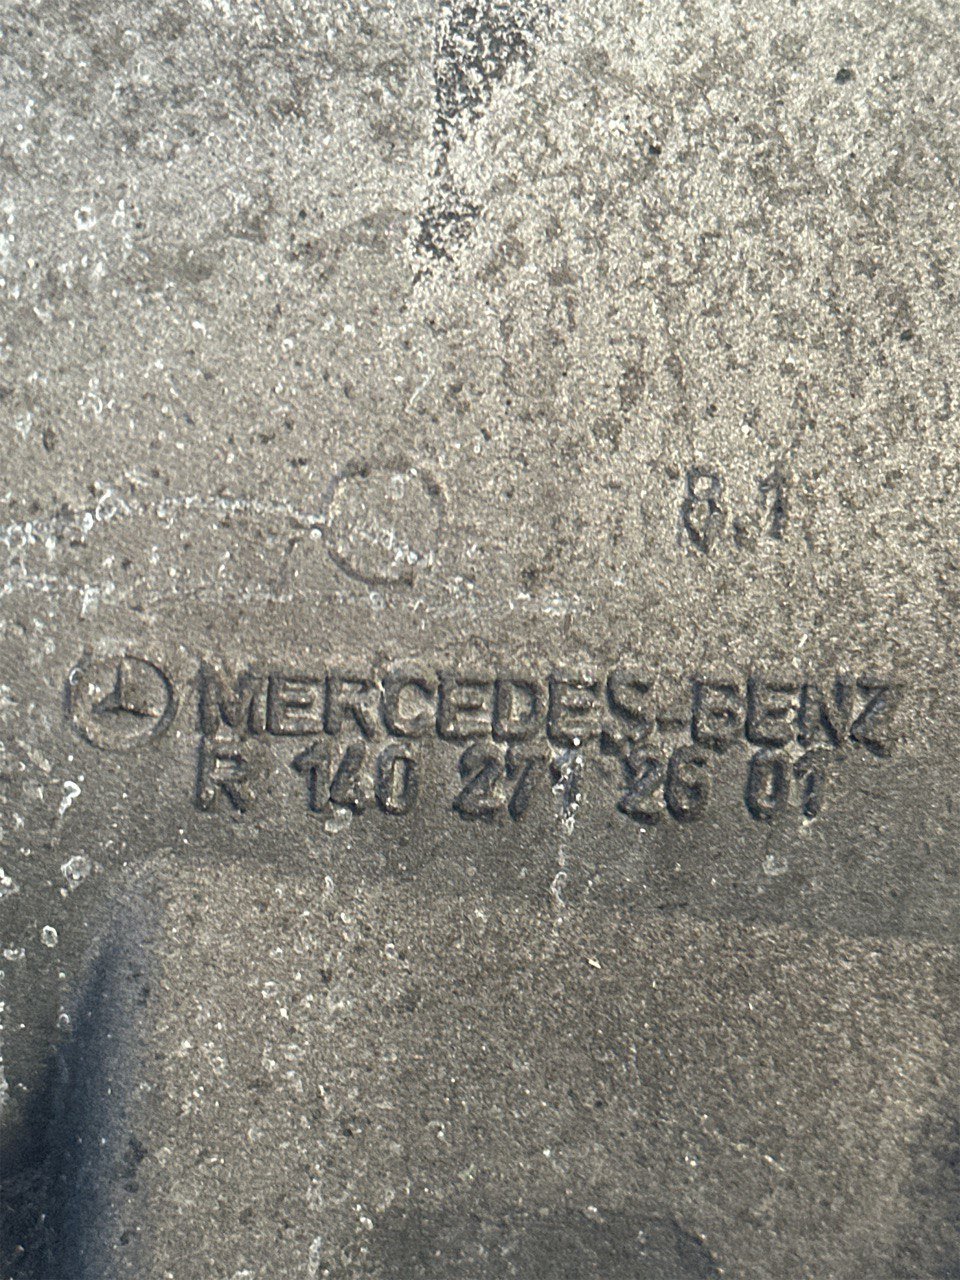 8.1
MERCEDES-BENZ
R 140 271 26 01